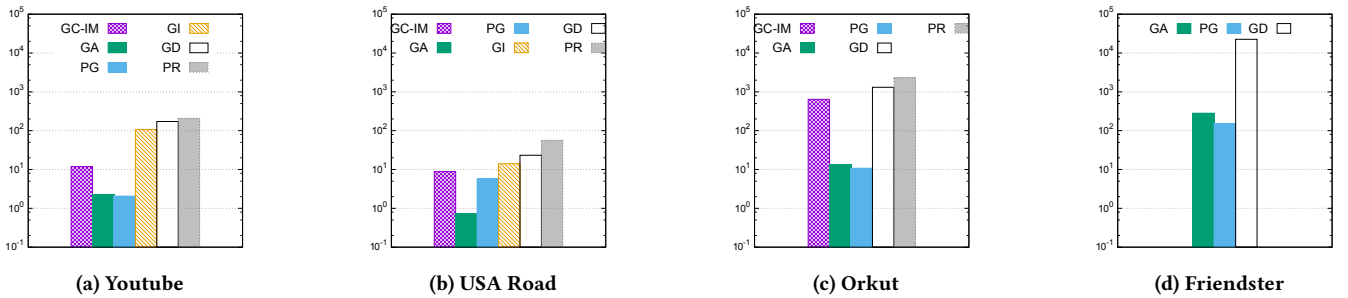 10^5
10^4
10^3
10^2
10^1
10^0
10^-1
GC-IM
GA
PG
GI
GD
PR
(a) Youtube
10^5
10^4
10^3
10^2
10^1
10^0
10^-1
GC-IM
GA
PG
GI
GD
PR
(b) USA Road
10^5
10^4
10^3
10^2
10^1
10^0
10^-1
GC-IM
GA
PG
GD
PR
(c) Orkut
10^5
10^4
10^3
10^2
10^1
10^0
10^-1
GA
PG
GD
(d) Friendster